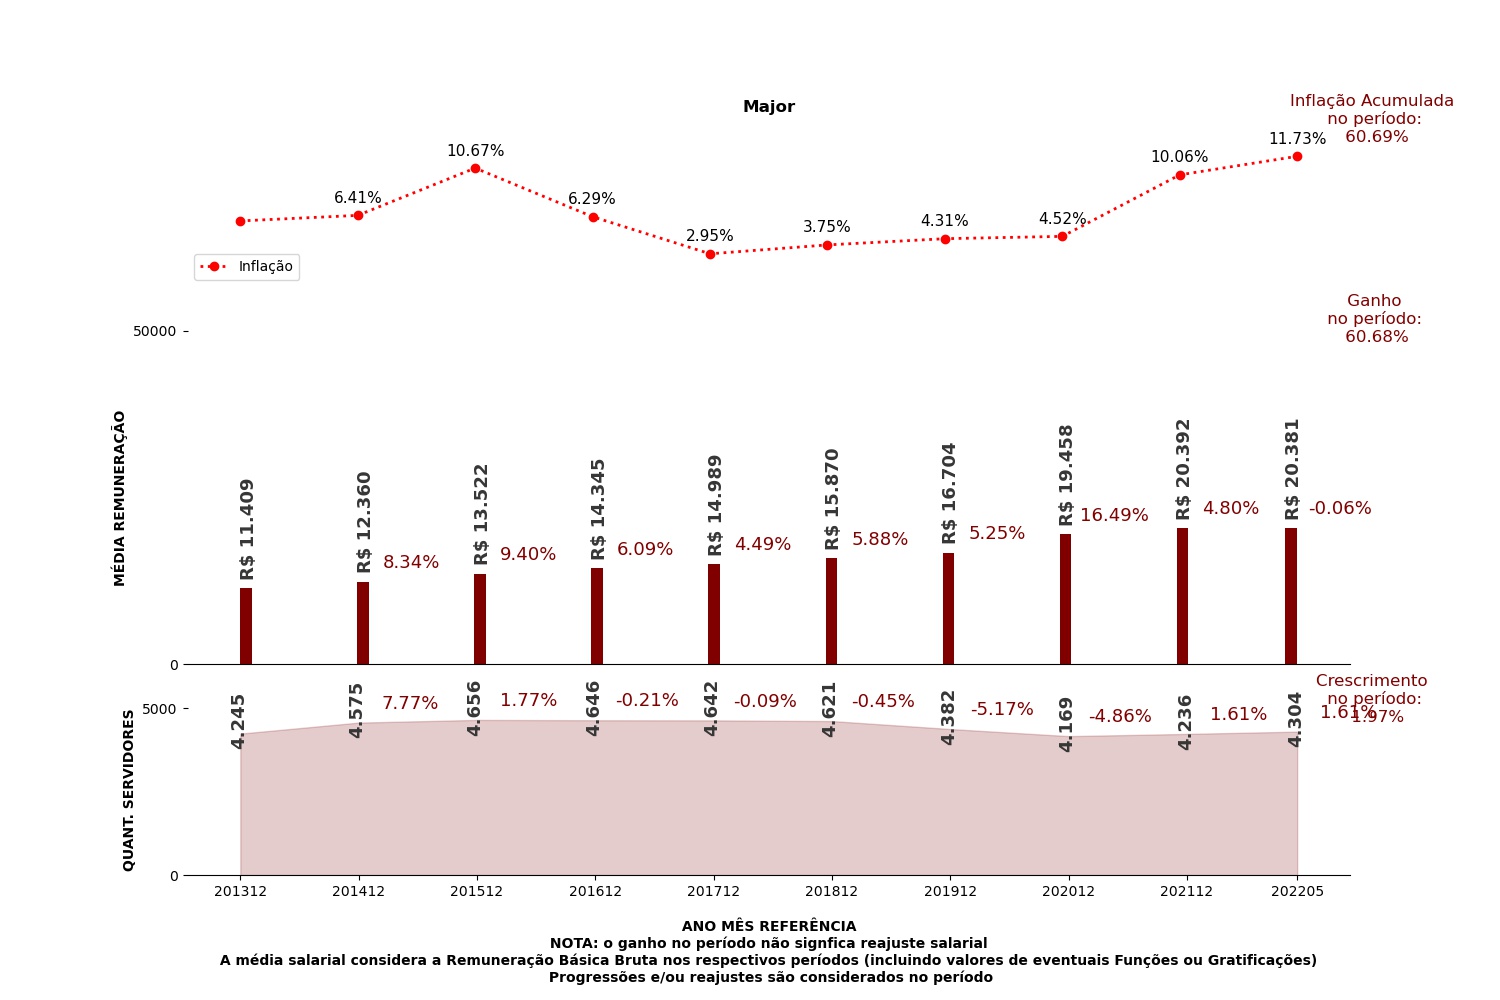 Major
Inflação Acumulada
no período:
60.69%
6.41%
10.67%
6.29%
2.95%
3.75%
4.31%
4.52%
10.06%
11.73%
Inflação
Ganho
no período:
60.68%
50000
0
MÉDIA REMUNERAÇÃO
R$ 11.409
R$ 12.360
R$ 13.522
R$ 14.345
R$ 14.989
R$ 15.870
R$ 16.704
R$ 19.458
R$ 20.392
R$ 20.381
8.34%
9.40%
6.09%
4.49%
5.88%
5.25%
16.49%
4.80%
-0.06%
Crescimento
no período:
1.97%
5000
0
QUANT. SERVIDORES
4.245
4.575
4.656
4.646
4.642
4.621
4.382
4.169
4.236
4.304
7.77%
1.77%
-0.21%
-0.09%
-0.45%
-5.17%
-4.86%
1.61%
1.61%
201312 201412 201512 201612 201712 201812 201912 202012 202112 202205
ANO MÊS REFERÊNCIA
NOTA: o ganho no período não signfica reajuste salarial
A média salarial considera a Remuneração Básica Bruta nos respectivos períodos (incluindo valores de eventuais Funções ou Gratificações)
Progressões e/ou reajustes são considerados no período